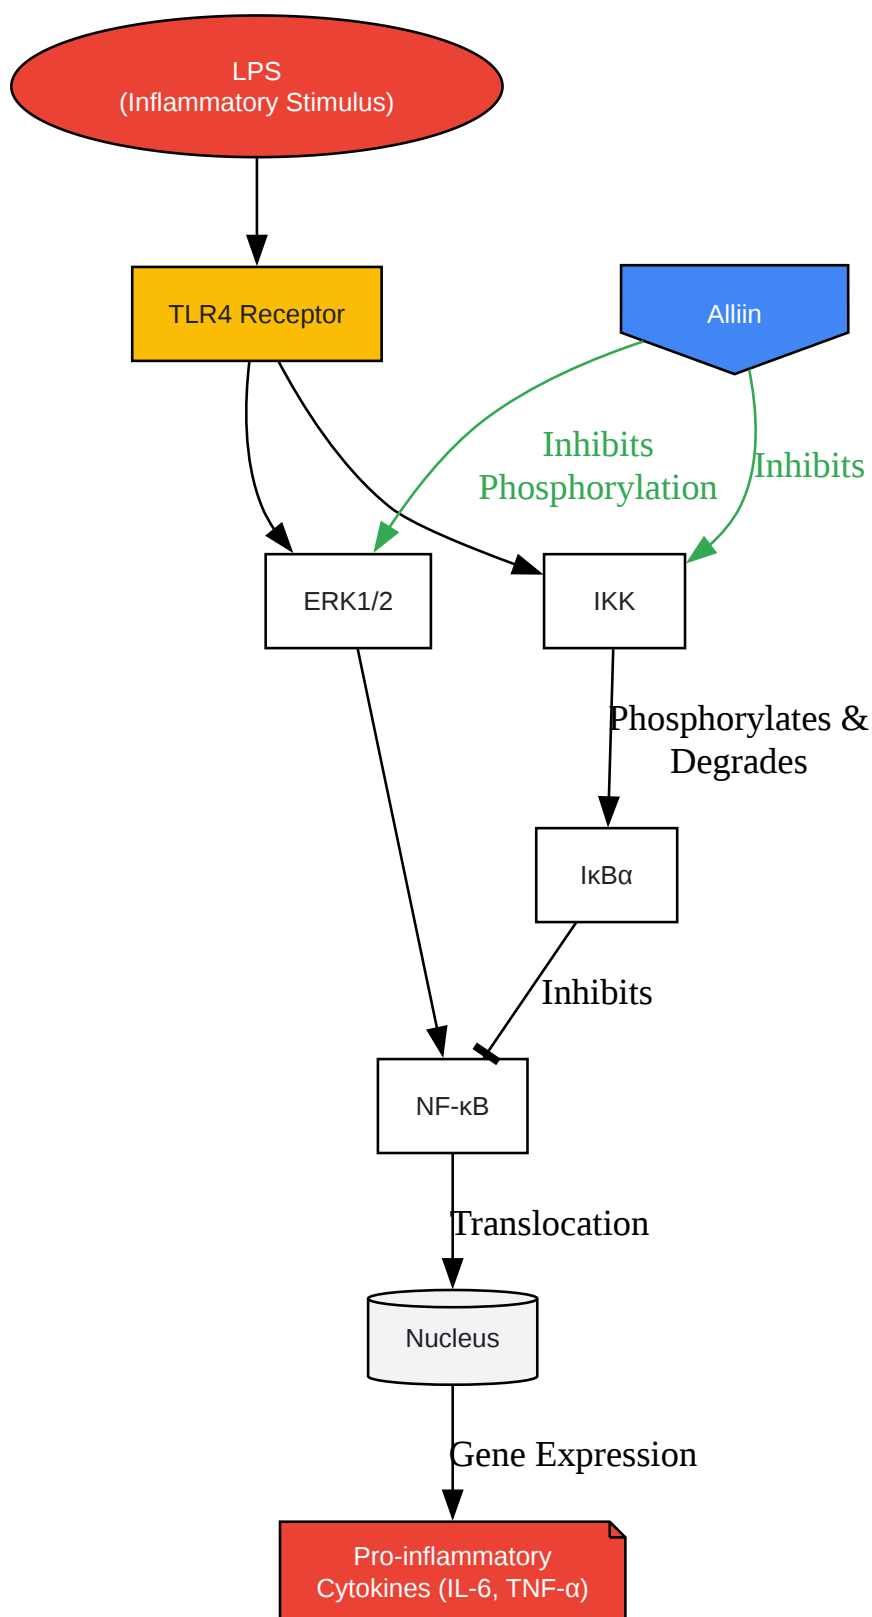 LPS
(Inflammatory Stimulus)
TLR4 Receptor
Alliin
Inhibits
Phosphorylation
Inhibits
ERK1/2
IKK
Phosphorylates &
Degrades
IκBα
Inhibits
NF-κB
Translocation
Nucleus
Gene Expression
Pro-inflammatory
Cytokines (IL-6, TNF-α)